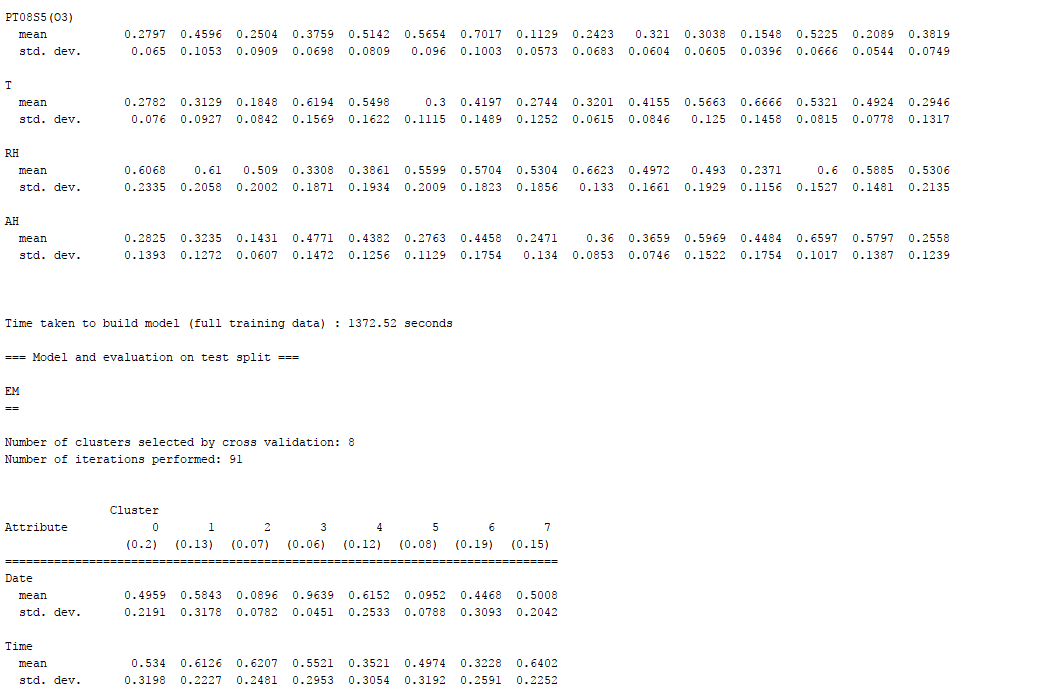 PT08S5(O3)
mean 0.2797 0.4596 0.2504 0.3759 0.5142 0.5654 0.7017 0.1129 0.2423 0.321 0.3038 0.1548 0.5225 0.2089 0.3819
std. dev. 0.065 0.1053 0.0909 0.0698 0.0809 0.096 0.1003 0.0573 0.0683 0.0604 0.0605 0.0396 0.0666 0.0544 0.0749
T
mean 0.2782 0.3129 0.1848 0.6194 0.5498 0.3 0.4197 0.2744 0.3201 0.4155 0.5663 0.6666 0.5321 0.4924 0.2946
std. dev. 0.076 0.0927 0.0842 0.1569 0.1622 0.1115 0.1489 0.1252 0.0615 0.0846 0.125 0.1458 0.0815 0.0778 0.1317
RH
mean 0.6068 0.61 0.509 0.3308 0.3861 0.5599 0.5704 0.5304 0.6623 0.4972 0.493 0.2371 0.6 0.5885 0.5306
std. dev. 0.2335 0.2058 0.2002 0.1871 0.1934 0.2009 0.1823 0.1856 0.133 0.1661 0.1929 0.1156 0.1527 0.1481 0.2135
AH
mean 0.2825 0.3235 0.1431 0.4771 0.4382 0.2763 0.4458 0.2471 0.36 0.3659 0.5969 0.4484 0.6597 0.5797 0.2558
std. dev. 0.1393 0.1272 0.0607 0.1472 0.1256 0.1129 0.1754 0.134 0.0853 0.0746 0.1522 0.1754 0.1017 0.1387 0.1239
Time taken to build model (full training data) : 1372.52 seconds
=== Model and evaluation on test split ===
EM
==
Number of clusters selected by cross validation: 8
Number of iterations performed: 91
Cluster
Attribute 0 1 2 3 4 5 6 7
(0.2) (0.13) (0.07) (0.06) (0.12) (0.08) (0.19) (0.15)
===============================================================================
Date
mean 0.4959 0.5843 0.0896 0.9639 0.6152 0.0952 0.4468 0.5008
std. dev. 0.2191 0.3178 0.0782 0.0451 0.2533 0.0788 0.3093 0.2042
Time
mean 0.534 0.6126 0.6207 0.5521 0.3521 0.4974 0.3228 0.6402
std. dev. 0.3198 0.2227 0.2481 0.2953 0.3054 0.3192 0.2591 0.2252